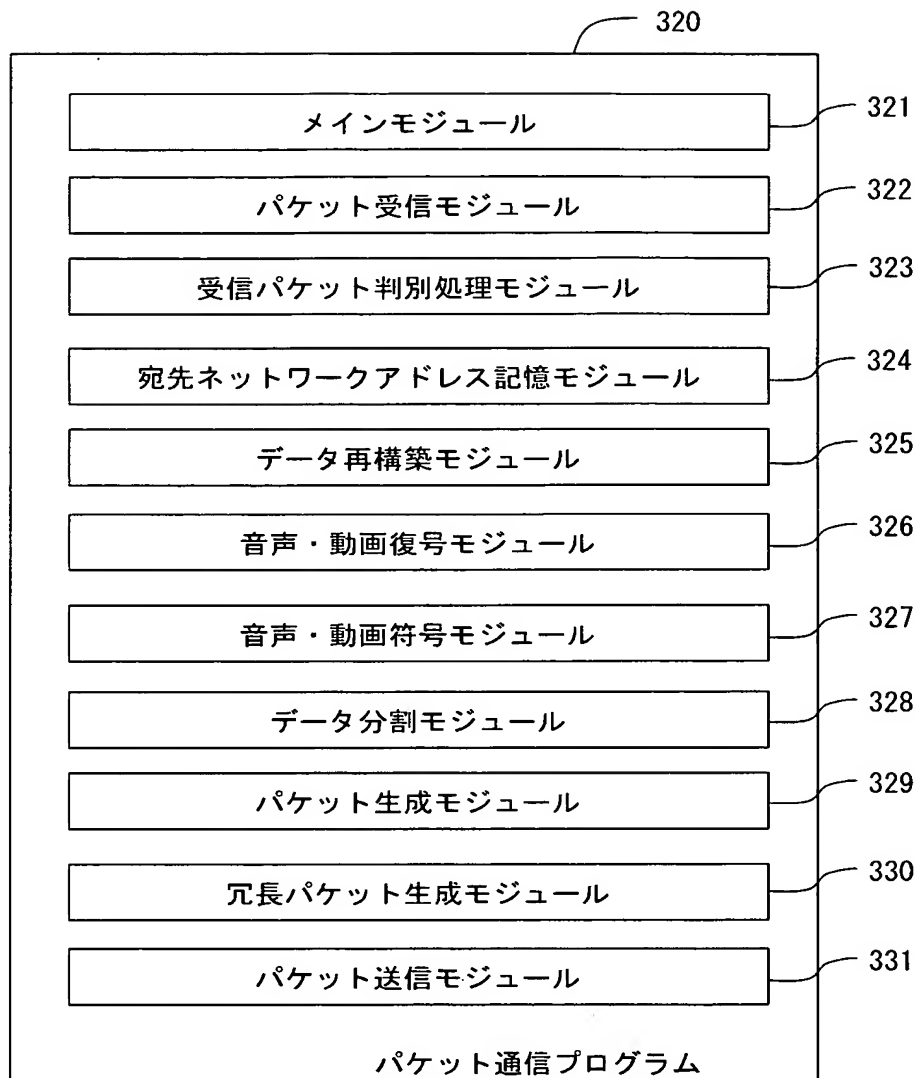 320
メインモジュール 321
パケット受信モジュール 322
受信パケット判別処理モジュール 323
宛先ネットワークアドレス記憶モジュール 324
データ再構築モジュール 325
音声・動画復号モジュール 326
音声・動画符号モジュール 327
データ分割モジュール 328
パケット生成モジュール 329
冗長パケット生成モジュール 330
パケット送信モジュール 331
パケット通信プログラム